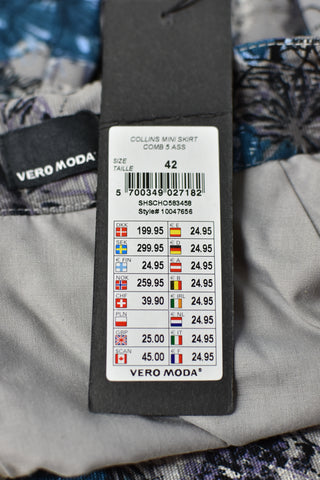 COLLINS MINI SKIRT
COMB 5 ASS
SIZE
TAILLE 42
5 700349 027182
SHSCHO583458
Style# 10047656
DKK 199.95 € E 24.95
SEK 299.95 € D 24.95
€ FIN 24.95 € A 24.95
NOK 259.95 € B 24.95
CHF 39.90 € IRL 24.95
PLN € NL 24.95
GBP 25.00 € IT 24.95
$CAN 45.00 € F 24.95
VERO MODA®
VERO MODA®